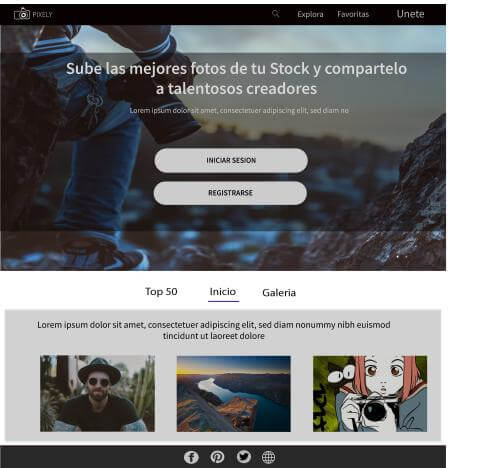 PIXELY
Explora
Favoritas
Unete
Sube las mejores fotos de tu Stock y compartelo
a talentosos creadores
Lorem ipsum dolor sit amet, consectetuer adipiscing elit, sed diam no
INICIAR SESION
REGISTRARSE
Top 50
Inicio
Galeria
Lorem ipsum dolor sit amet, consectetuer adipiscing elit, sed diam nonummy nibh euismod
tincidunt ut laoreet dolore